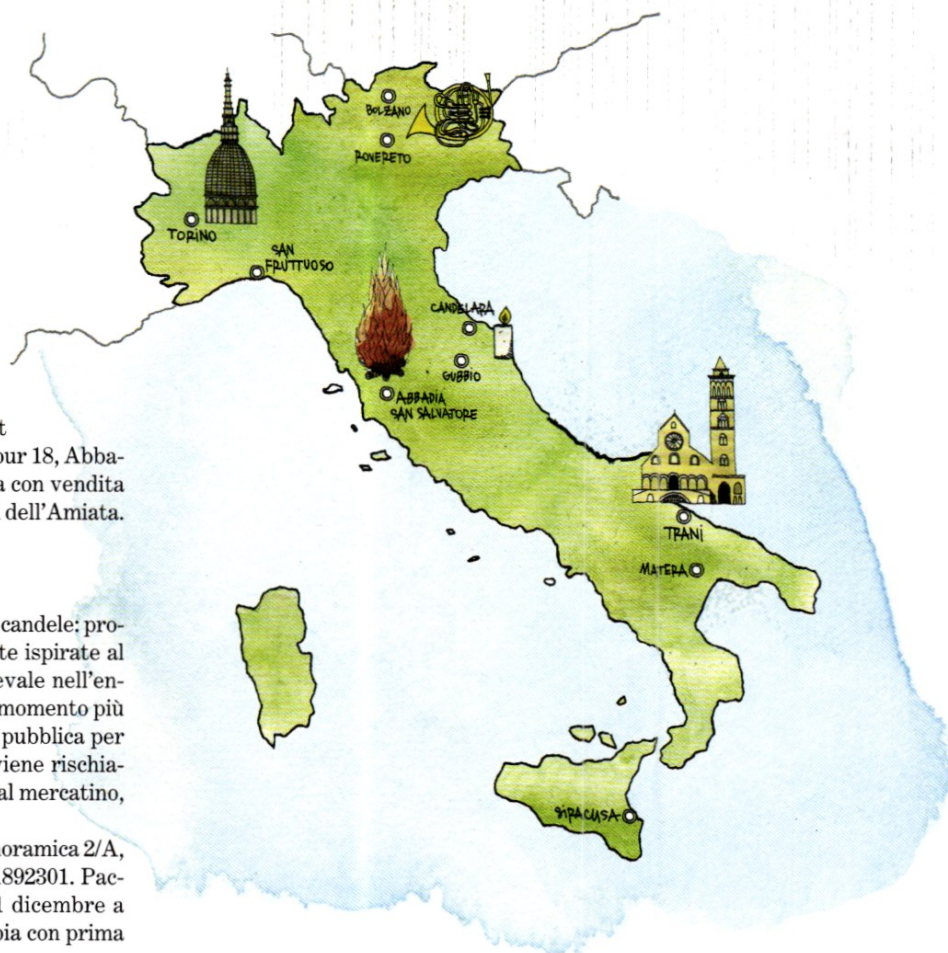 BOLZANO
ROVERETO
TORINO
SAN
FRUTTUOSO
CANDELARA
GUBBIO
ABBADIA
SAN SALVATORE
TRANI
MATERA
SIRACUSA
t
our 18, Abba-
a con vendita
dell'Amiata.
candele: pro-
te ispirate al
evale nell'en-
momento più
pubblica per
viene rischia-
al mercatino,
noramica 2/A,
892301. Pac-
1 dicembre a
pia con prima